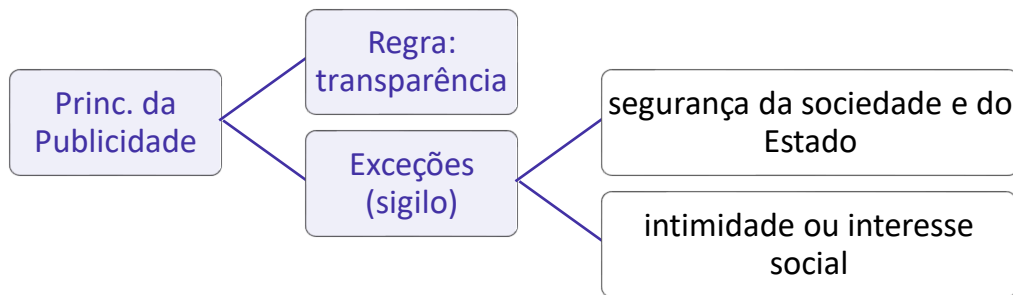 Princ. da
Publicidade
Regra:
transparência
Exceções
(sigilo)
segurança da sociedade e do
Estado
intimidade ou interesse
social